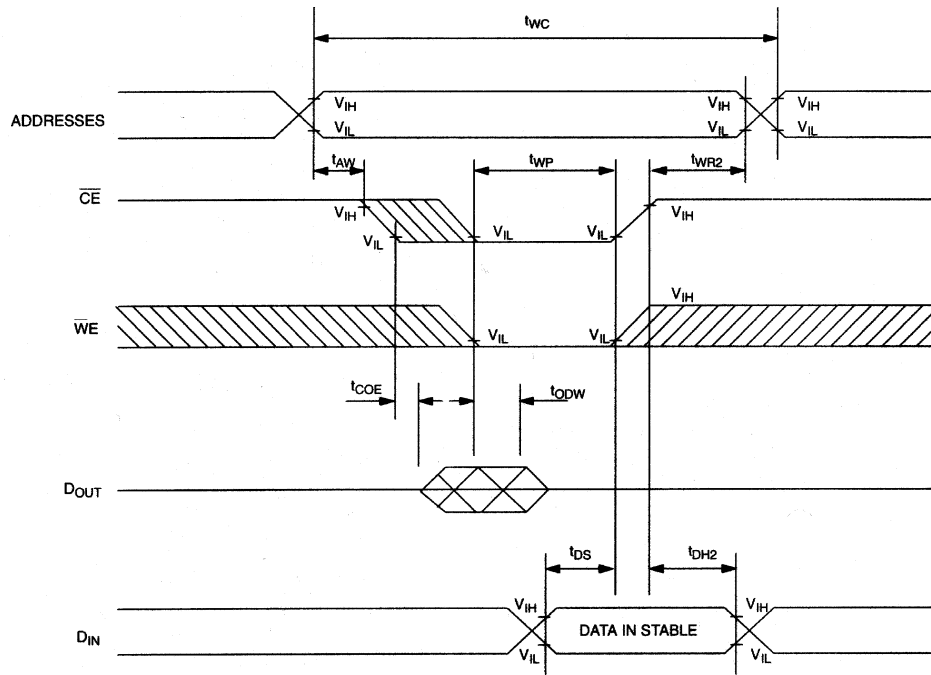 tWC
ADDRESSES
VIH
VIL
VIH
VIL
VIH
VIL
tAW
tWP
tWR2
CE
VIH
VIL
VIL
VIL
VIH
WE
VIL
VIL
VIH
tCOE
tODW
DOUT
tDS
tDH2
DIN
VIH
VIL
DATA IN STABLE
VIH
VIL